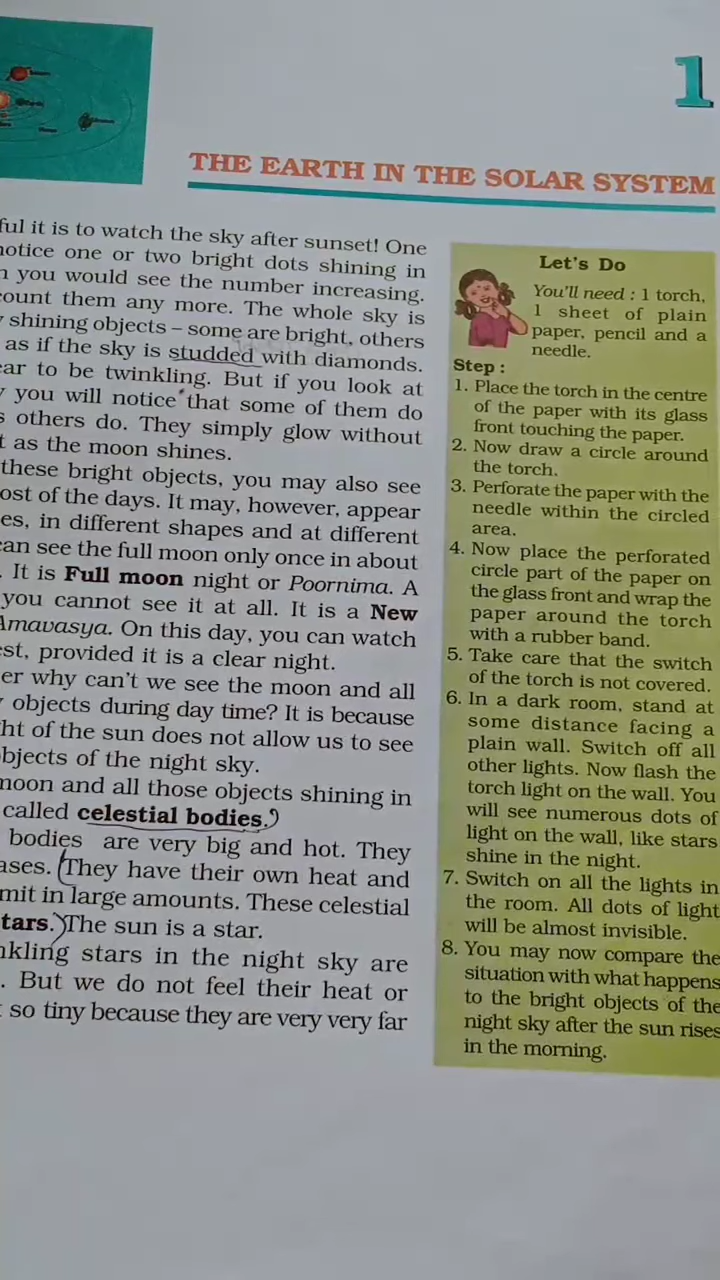 1
THE EARTH IN THE SOLAR SYSTEM
it is to watch the sky after sunset! One
notice one or two bright dots shining in
you would see the number increasing.
count them any more. The whole sky is
shining objects – some are bright, others
as if the sky is studded with diamonds.
to be twinkling. But if you look at
you will notice that some of them do
others do. They simply glow without
as the moon shines.
these bright objects, you may also see
of the days. It may, however, appear
in different shapes and at different
can see the full moon only once in about
It is Full moon night or Poornima. A
you cannot see it at all. It is a New
Amavasya. On this day, you can watch
provided it is a clear night.
why can't we see the moon and all
objects during day time? It is because
of the sun does not allow us to see
objects of the night sky.
moon and all those objects shining in
called celestial bodies.)
bodies are very big and hot. They
(They have their own heat and
in large amounts. These celestial
stars.) The sun is a star.
stars in the night sky are
. But we do not feel their heat or
so tiny because they are very very far
Let's Do
You'll need : 1 torch,
1 sheet of plain
paper, pencil and a
needle.
Step :
1. Place the torch in the centre
of the paper with its glass
front touching the paper.
2. Now draw a circle around
the torch.
3. Perforate the paper with the
needle within the circled
area.
4. Now place the perforated
circle part of the paper on
the glass front and wrap the
paper around the torch
with a rubber band.
5. Take care that the switch
of the torch is not covered.
6. In a dark room, stand at
some distance facing a
plain wall. Switch off all
other lights. Now flash the
torch light on the wall. You
will see numerous dots of
light on the wall, like stars
shine in the night.
7. Switch on all the lights in
the room. All dots of light
will be almost invisible.
8. You may now compare the
situation with what happens
to the bright objects of the
night sky after the sun rises
in the morning.